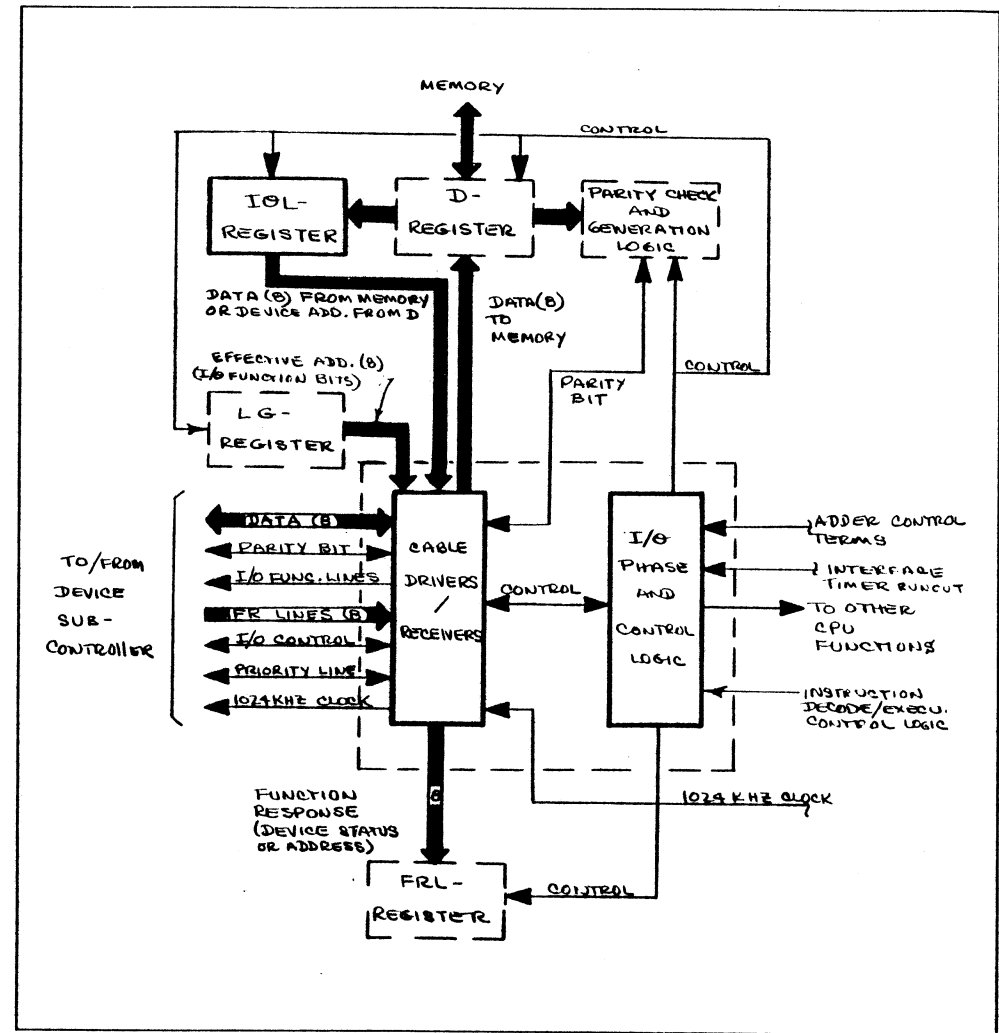 MEMORY
CONTROL
IOL-
REGISTER
D-
REGISTER
PARITY CHECK
AND
GENERATION
LOGIC
DATA (8) FROM MEMORY
OR DEVICE ADD. FROM D
DATA(8)
TO
MEMORY
EFFECTIVE ADD. (8)
(I/O FUNCTION BITS)
CONTROL
PARITY
BIT
LG-
REGISTER
TO/FROM
DEVICE
SUB-
CONTROLLER
DATA (8)
PARITY BIT
I/O FUNC. LINES
FR LINES (8)
I/O CONTROL
PRIORITY LINE
1024KHZ CLOCK
CABLE
DRIVERS
/
RECEIVERS
CONTROL
I/O
PHASE
AND
CONTROL
LOGIC
ADDER CONTROL
TERMS
INTERFACE
TIMER RUNOUT
TO OTHER
CPU
FUNCTIONS
INSTRUCTION
DECODE/EXECU.
CONTROL LOGIC
1024 KHZ CLOCK
FUNCTION
RESPONSE
(DEVICE STATUS
OR ADDRESS)
8
FRL-
REGISTER
CONTROL